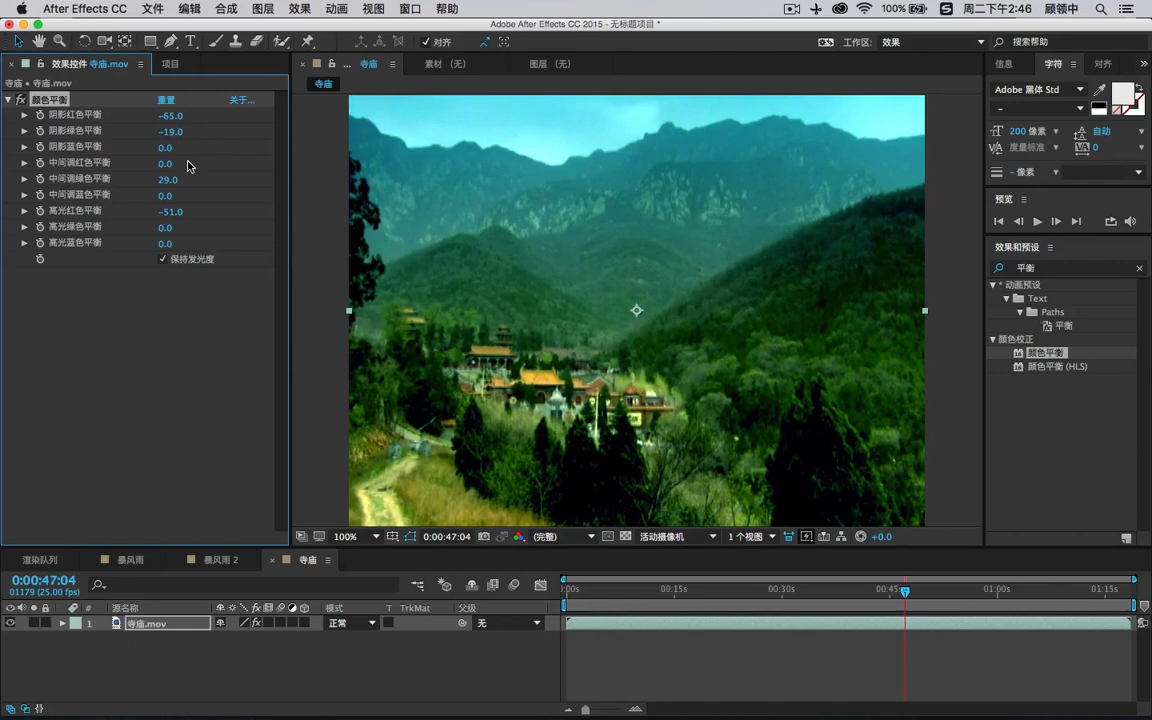 After Effects CC 文件 编辑 合成 图层 效果 动画 视图 窗口 帮助 100% 周二下午2:46 顾领中
Adobe After Effects CC 2015 - 无标题项目 *
对齐 工作区: 效果 搜索帮助
效果控件 寺庙.mov 项目 ... 寺庙 素材 (无) 图层 (无) 信息 字符 对齐
寺庙 • 寺庙.mov 寺庙
fx 颜色平衡 重置 关于...
阴影红色平衡 -65.0
阴影绿色平衡 -19.0
阴影蓝色平衡 0.0
中间调红色平衡 0.0
中间调绿色平衡 29.0
中间调蓝色平衡 0.0
高光红色平衡 -51.0
高光绿色平衡 0.0
高光蓝色平衡 0.0
保持发光度
Adobe 黑体 Std
-
200 像素 自动
度量标准 0
- 像素
预览
效果和预设
平衡
* 动画预设
Text
Paths
平衡
颜色校正
颜色平衡
颜色平衡 (HLS)
100% 0:00:47:04 (完整) 活动摄像机 1 个视图 +0.0
渲染队列 暴风雨 暴风雨 2 寺庙
0:00:47:04
01179 (25.00 fps)
:00s 00:15s 00:30s 00:45s 01:00s 01:15s
# 源名称 fx 模式 T TrkMat 父级
1 寺庙.mov fx 正常 无